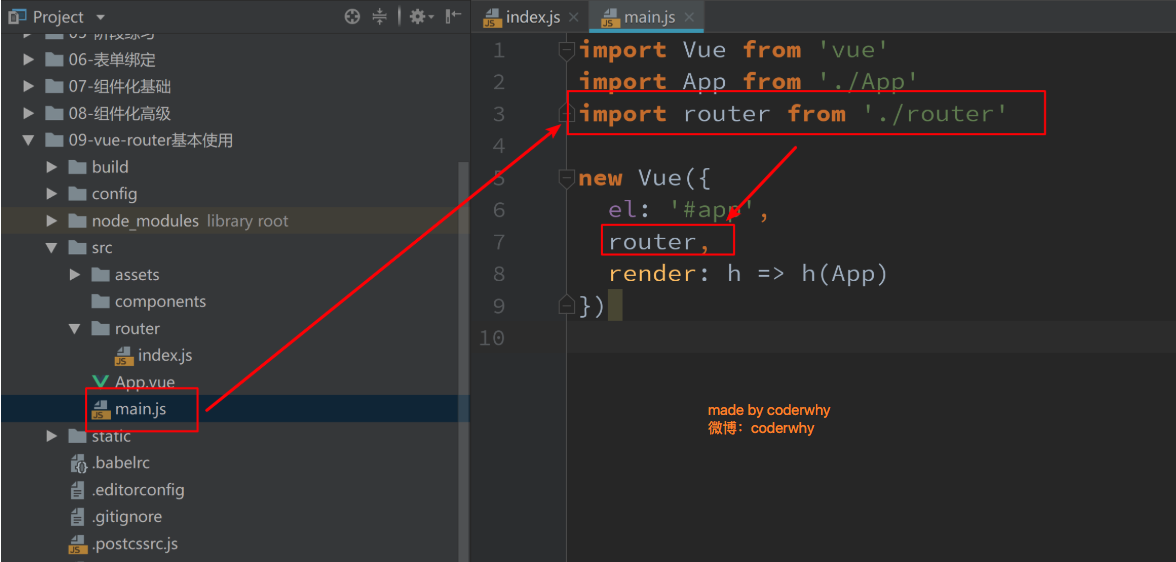 Project
05-阶段练习
06-表单绑定
07-组件化基础
08-组件化高级
09-vue-router基本使用
build
config
node_modules library root
src
assets
components
router
index.js
App.vue
main.js
static
.babelrc
.editorconfig
.gitignore
.postcssrc.js
index.js
main.js
1 import Vue from 'vue'
2 import App from './App'
3 import router from './router'
4
5 new Vue({
6 el: '#app',
7 router,
8 render: h => h(App)
9 })
10
made by coderwhy
微博：coderwhy